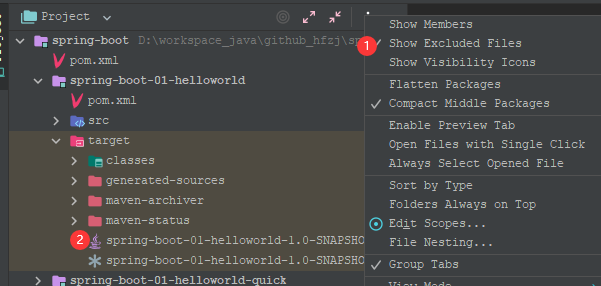 Project
spring-boot D:\workspace_java\github_hfzj\sp
pom.xml
spring-boot-01-helloworld
pom.xml
src
target
classes
generated-sources
maven-archiver
maven-status
2 spring-boot-01-helloworld-1.0-SNAPSHO
spring-boot-01-helloworld-1.0-SNAPSHO
spring-boot-01-helloworld-quick
Show Members
1 Show Excluded Files
Show Visibility Icons
Flatten Packages
Compact Middle Packages
Enable Preview Tab
Open Files with Single Click
Always Select Opened File
Sort by Type
Folders Always on Top
Edit Scopes...
File Nesting...
Group Tabs
View Mode